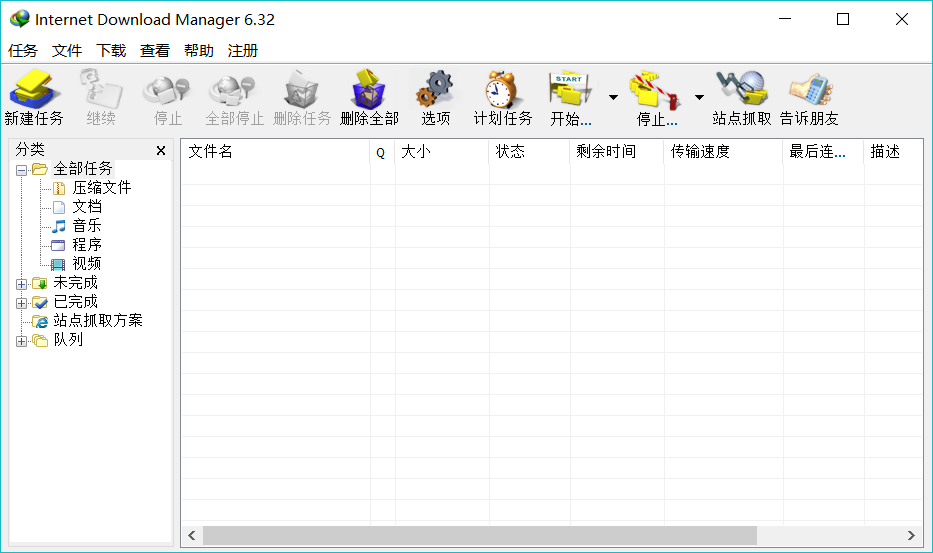 Internet Download Manager 6.32
任务 文件 下载 查看 帮助 注册
START
新建任务 继续 停止 全部停止 删除任务 删除全部 选项 计划任务 开始... 停止... 站点抓取 告诉朋友
分类
文件名 Q 大小 状态 剩余时间 传输速度 最后连... 描述
全部任务
压缩文件
文档
音乐
程序
视频
未完成
已完成
站点抓取方案
队列